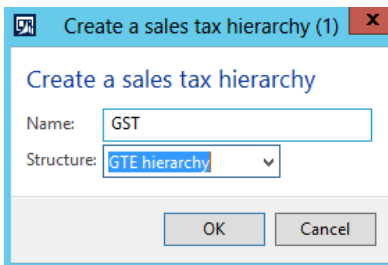 Create a sales tax hierarchy (1)
x
Create a sales tax hierarchy
Name: GST
Structure: GTE hierarchy
OK Cancel